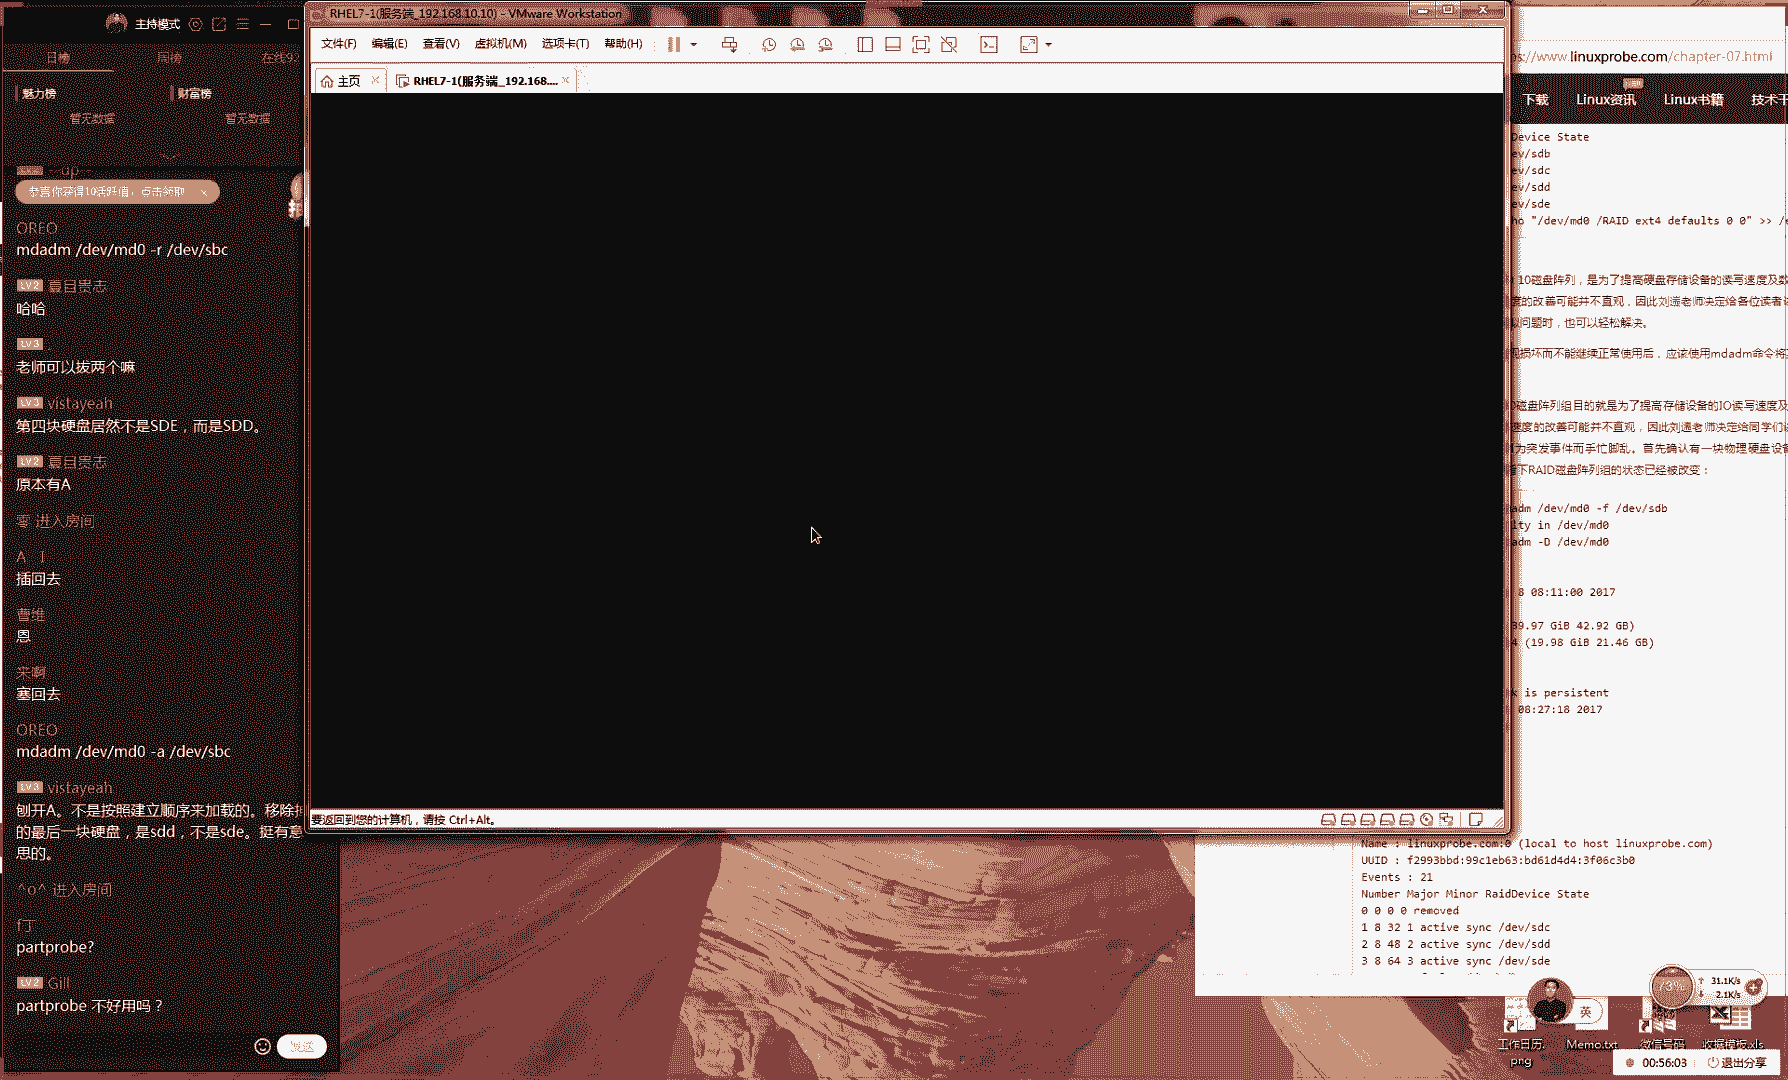 主持模式
日榜
周榜
在线92
魅力榜
财富榜
暂无数据
暂无数据
恭喜你获得10活跃值，点击领取
OREO
mdadm /dev/md0 -r /dev/sbc
LV2 夏目贵志
哈哈
LV3
老师可以拔两个嘛
LV3 vistayeah
第四块硬盘居然不是SDE，而是SDD。
LV2 夏目贵志
原本有A
零 进入房间
插回去
曹维
恩
来啊
塞回去
OREO
mdadm /dev/md0 -a /dev/sbc
LV3 vistayeah
刨开A。不是按照建立顺序来加载的。移除掉
的最后一块硬盘，是sdd，不是sde。挺有意
思的。
^o^ 进入房间
partprobe?
LV2 Gill
partprobe 不好用吗？
发送
RHEL7-1(服务端_192.168.10.10) - VMware Workstation
文件(F) 编辑(E) 查看(V) 虚拟机(M) 选项卡(T) 帮助(H)
主页
RHEL7-1(服务端_192.168....
要返回到您的计算机，请按 Ctrl+Alt。
ps://www.linuxprobe.com/chapter-07.html
下载 Linux资讯 Linux书籍 技术干
Device State
ev/sdb
ev/sdc
ev/sdd
ev/sde
ho "/dev/md0 /RAID ext4 defaults 0 0" >> /e
10磁盘阵列，是为了提高硬盘存储设备的读写速度及数
度的改善可能并不直观，因此刘遄老师决定给各位读者
问题时，也可以轻松解决。
损坏而不能继续正常使用后，应该使用mdadm命令将
0磁盘阵列组目的就是为了提高存储设备的IO读写速度及
速度的改善可能并不直观，因此刘遄老师决定给同学们
为突发事件而手忙脚乱。首先确认有一块物理硬盘设备
下RAID磁盘阵列组的状态已经被改变：
adm /dev/md0 -f /dev/sdb
lty in /dev/md0
adm -D /dev/md0
8 08:11:00 2017
39.97 GiB 42.92 GB)
4 (19.98 GiB 21.46 GB)
k is persistent
08:27:18 2017
Name : linuxprobe.com:0 (local to host linuxprobe.com)
UUID : f2993bbd:99c1eb63:bd61d4d4:3f06c3b0
Events : 21
Number Major Minor RaidDevice State
0 0 0 0 removed
1 8 32 1 active sync /dev/sdc
2 8 48 2 active sync /dev/sdd
3 8 64 3 active sync /dev/sde
73%
31.1K/s
2.1K/s
英
工作日历.png
Memo.txt
微信号码
收据模板.xls
00:56:03
退出分享